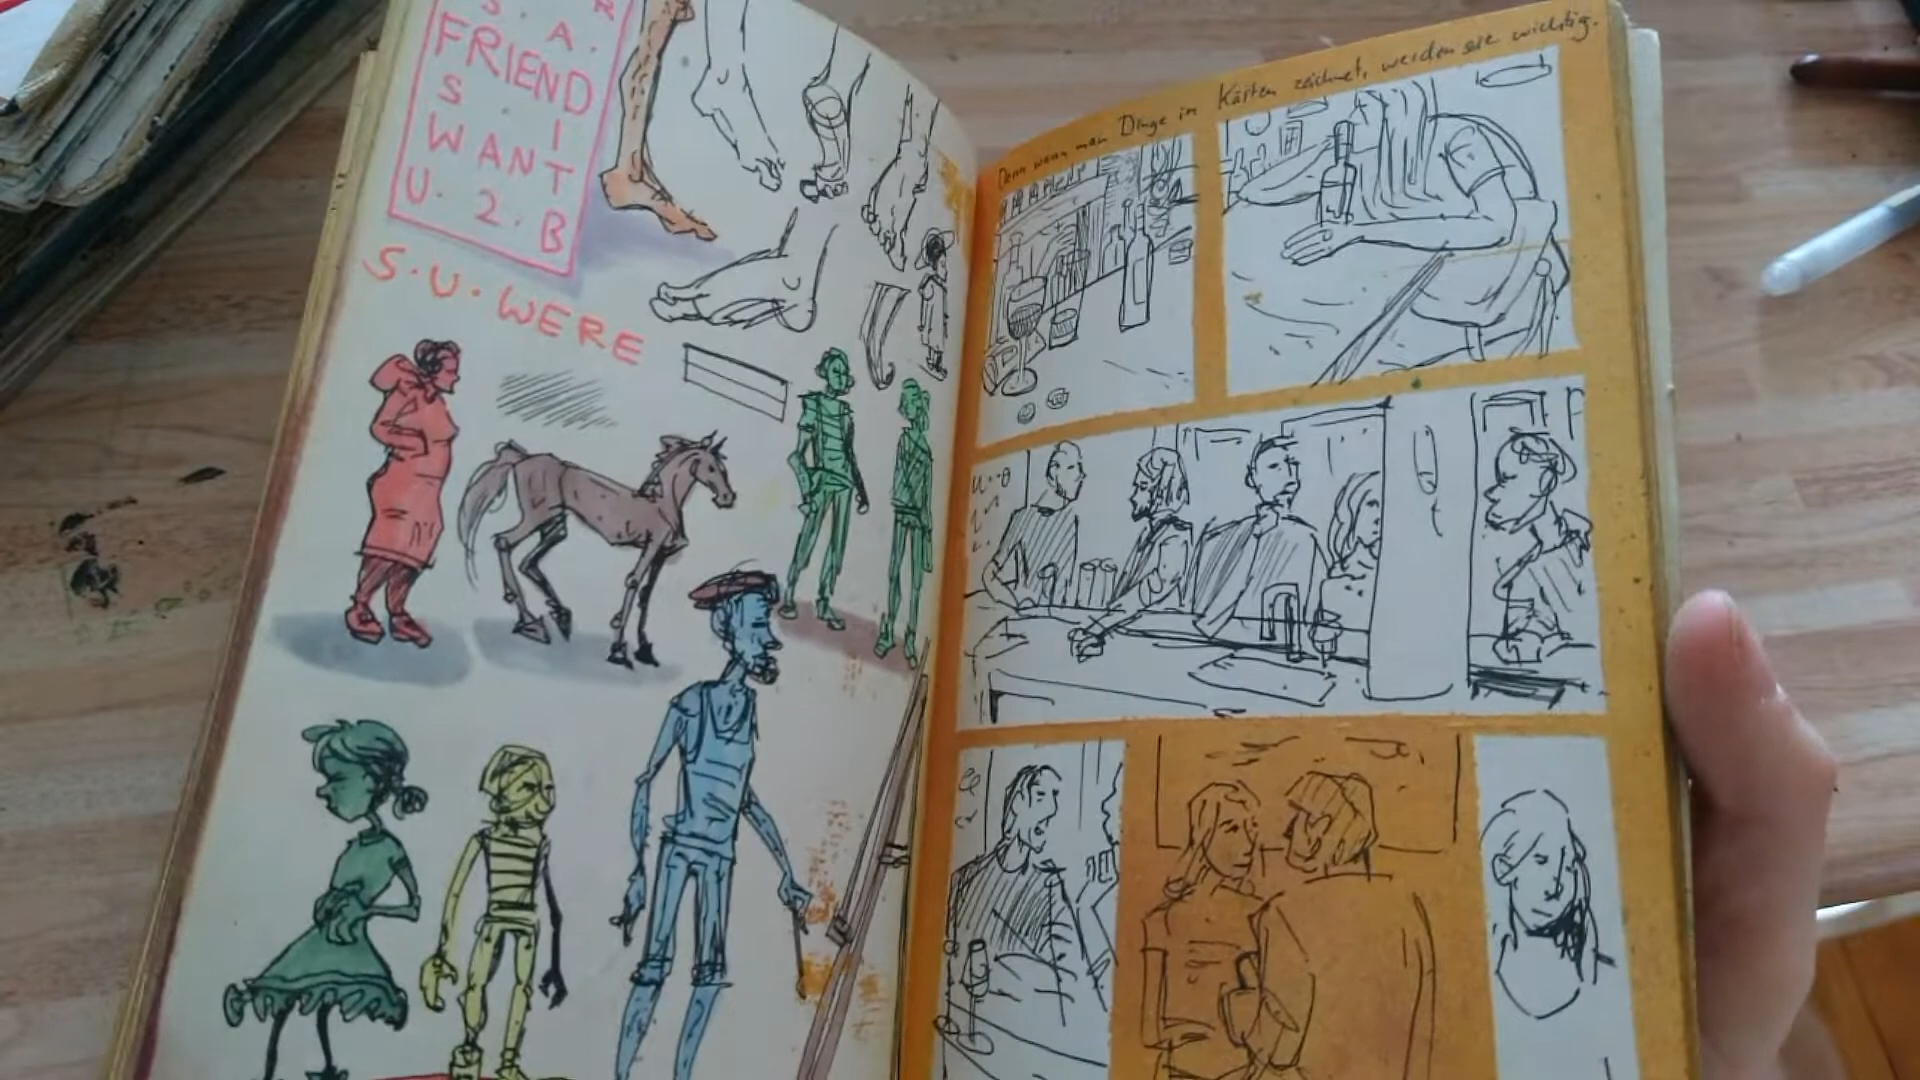 S. R
A.
FRIEND
S. I
WANT
U. 2. B
S.U. WERE
Denn wenn man Dinge in Kästen zeichnet, werden sie wichtig.